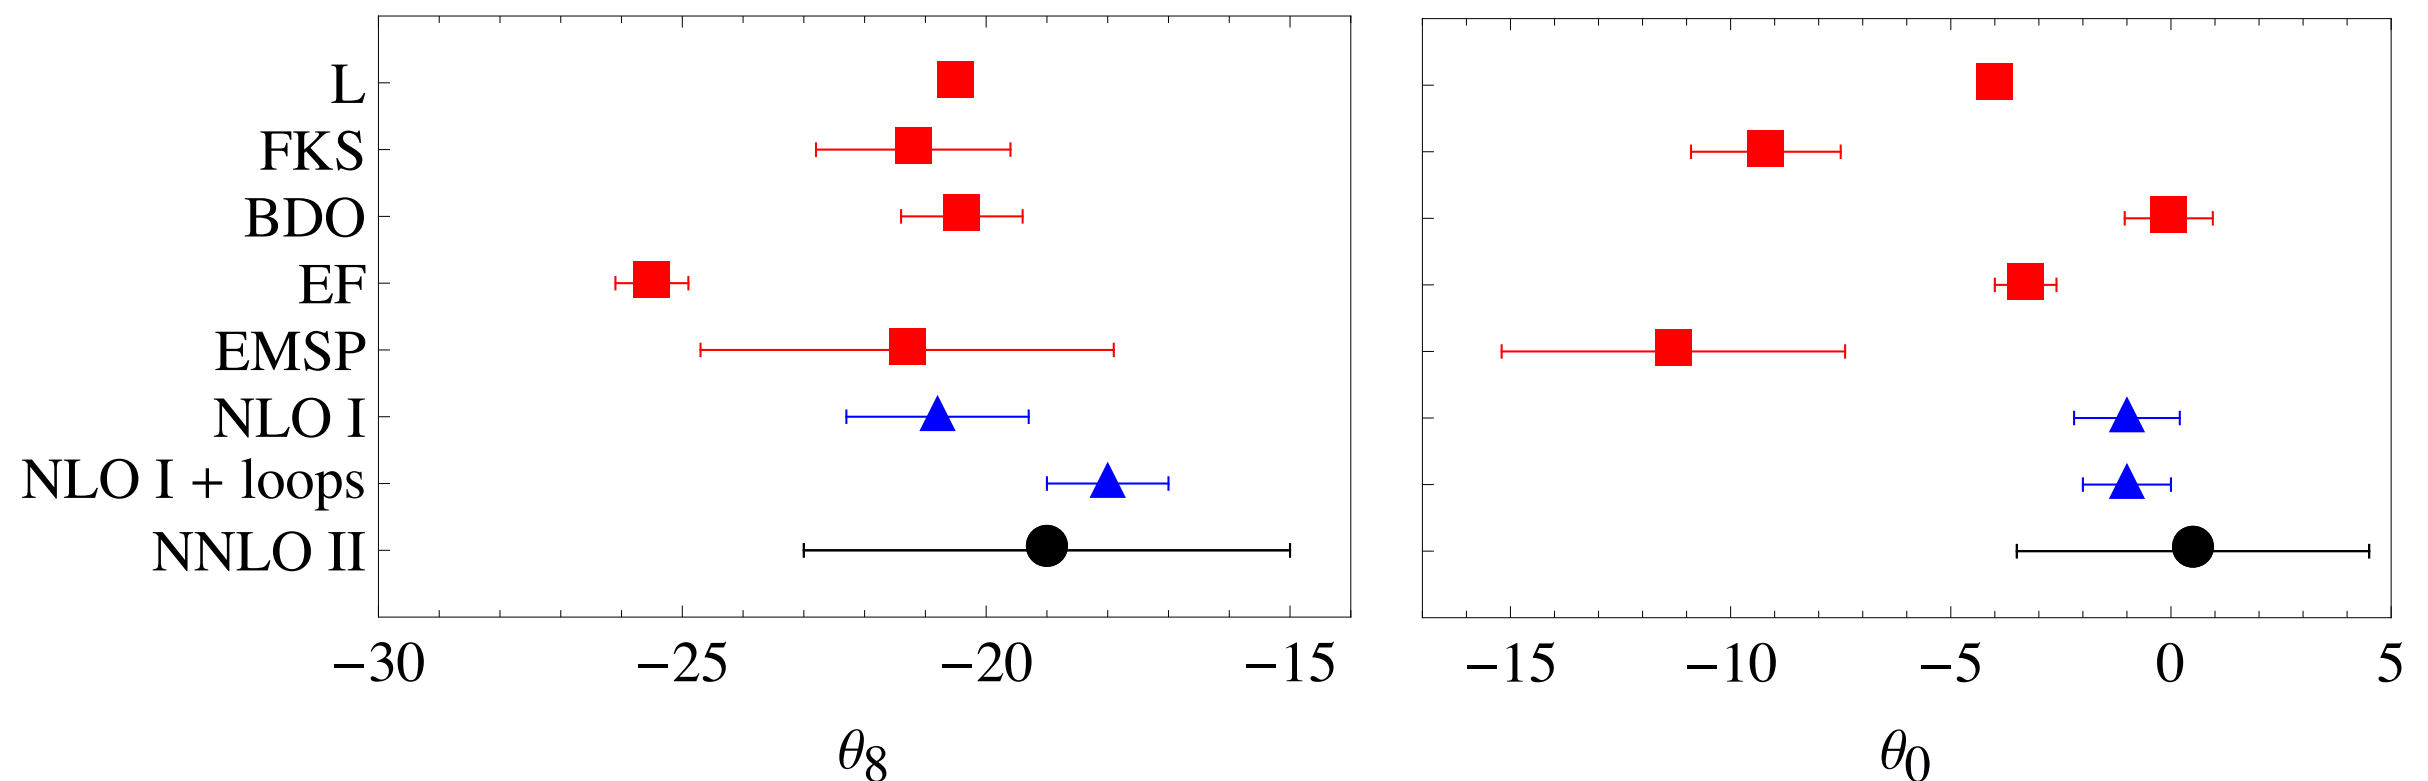 L
FKS
BDO
EF
EMSP
NLO I
NLO I + loops
NNLO II
−30 −25 −20 −15
θ8
−15 −10 −5 0 5
θ0